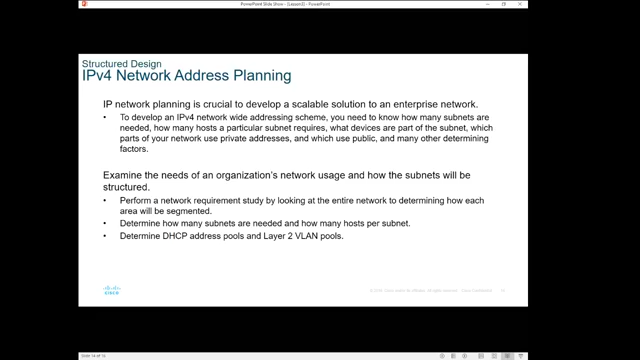 PowerPoint Slide Show - [Lesson5] - PowerPoint
Structured Design
IPv4 Network Address Planning
IP network planning is crucial to develop a scalable solution to an enterprise network.
• To develop an IPv4 network wide addressing scheme, you need to know how many subnets are
needed, how many hosts a particular subnet requires, what devices are part of the subnet, which
parts of your network use private addresses, and which use public, and many other determining
factors.
Examine the needs of an organization's network usage and how the subnets will be
structured.
• Perform a network requirement study by looking at the entire network to determining how each
area will be segmented.
• Determine how many subnets are needed and how many hosts per subnet.
• Determine DHCP address pools and Layer 2 VLAN pools.
CISCO